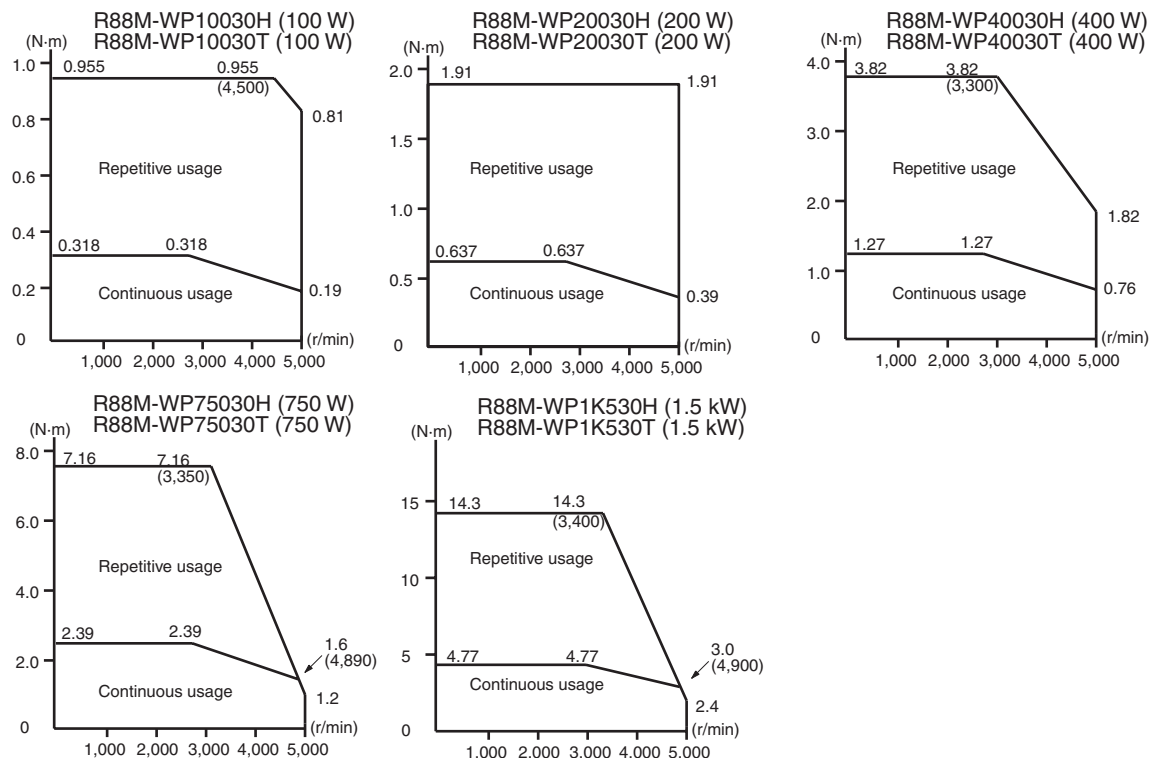 R88M-WP10030H (100 W)
R88M-WP10030T (100 W)
(N·m)
1.0
0.955
0.955
(4,500)
0.8
0.81
Repetitive usage
0.6
0.4
0.318
0.318
0.2
Continuous usage
0.19
0
(r/min)
1,000 2,000 3,000 4,000 5,000
R88M-WP20030H (200 W)
R88M-WP20030T (200 W)
(N·m)
2.0
1.91
1.91
1.5
Repetitive usage
1.0
0.637
0.637
0.5
Continuous usage
0.39
0
(r/min)
1,000 2,000 3,000 4,000 5,000
R88M-WP40030H (400 W)
R88M-WP40030T (400 W)
(N·m)
4.0
3.82
3.82
(3,300)
3.0
Repetitive usage
2.0
1.82
1.27
1.27
1.0
Continuous usage
0.76
0
(r/min)
1,000 2,000 3,000 4,000 5,000
R88M-WP75030H (750 W)
R88M-WP75030T (750 W)
(N·m)
8.0
7.16
7.16
(3,350)
6.0
Repetitive usage
4.0
2.39
2.39
1.6
(4,890)
2.0
Continuous usage
1.2
0
(r/min)
1,000 2,000 3,000 4,000 5,000
R88M-WP1K530H (1.5 kW)
R88M-WP1K530T (1.5 kW)
(N·m)
15
14.3
14.3
(3,400)
Repetitive usage
10
5
4.77
4.77
3.0
(4,900)
Continuous usage
2.4
0
(r/min)
1,000 2,000 3.000 4.000 5,000